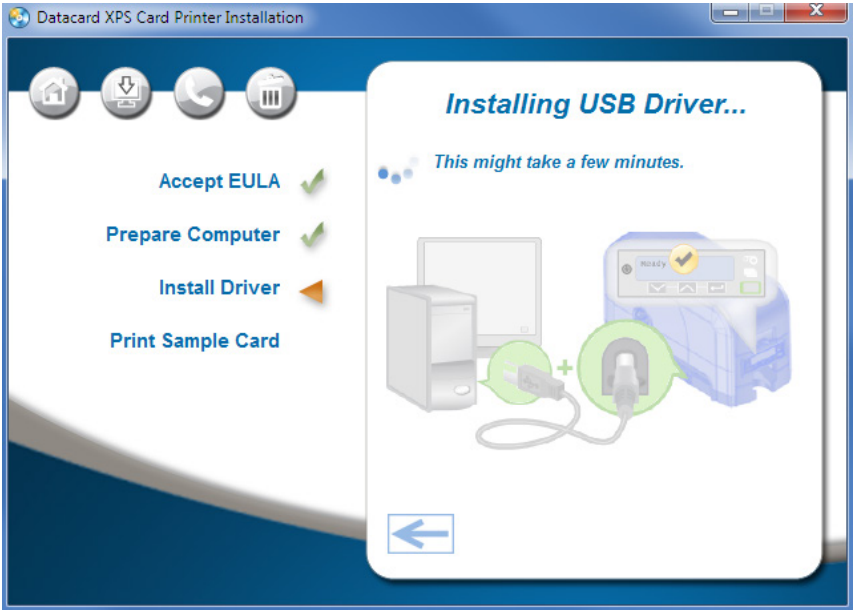 Datacard XPS Card Printer Installation
Installing USB Driver...
This might take a few minutes.
Accept EULA
Prepare Computer
Install Driver
Print Sample Card
Ready